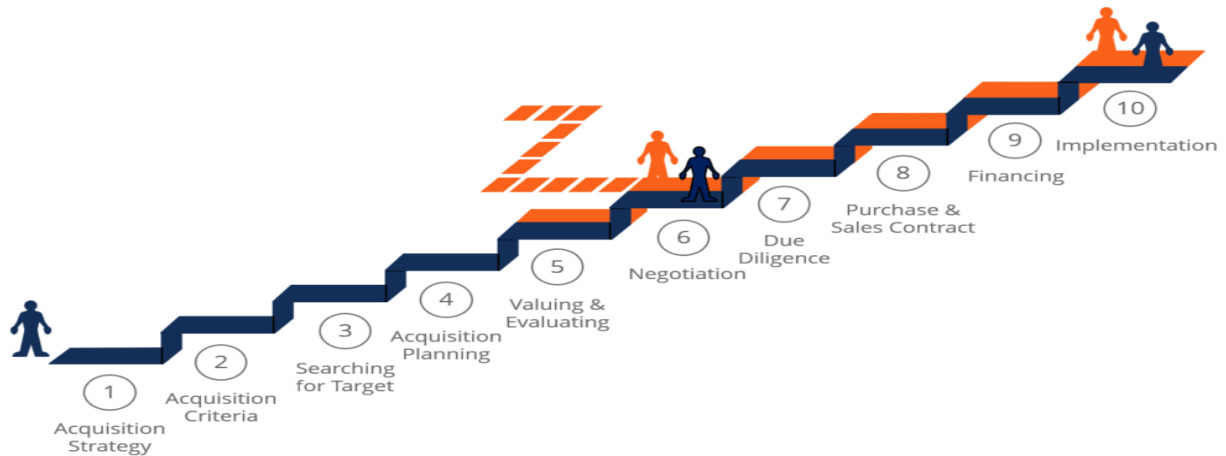 1
Acquisition
Strategy
2
Acquisition
Criteria
3
Searching
for Target
4
Acquisition
Planning
5
Valuing &
Evaluating
6
Negotiation
7
Due
Diligence
8
Purchase &
Sales Contract
9
Financing
10
Implementation